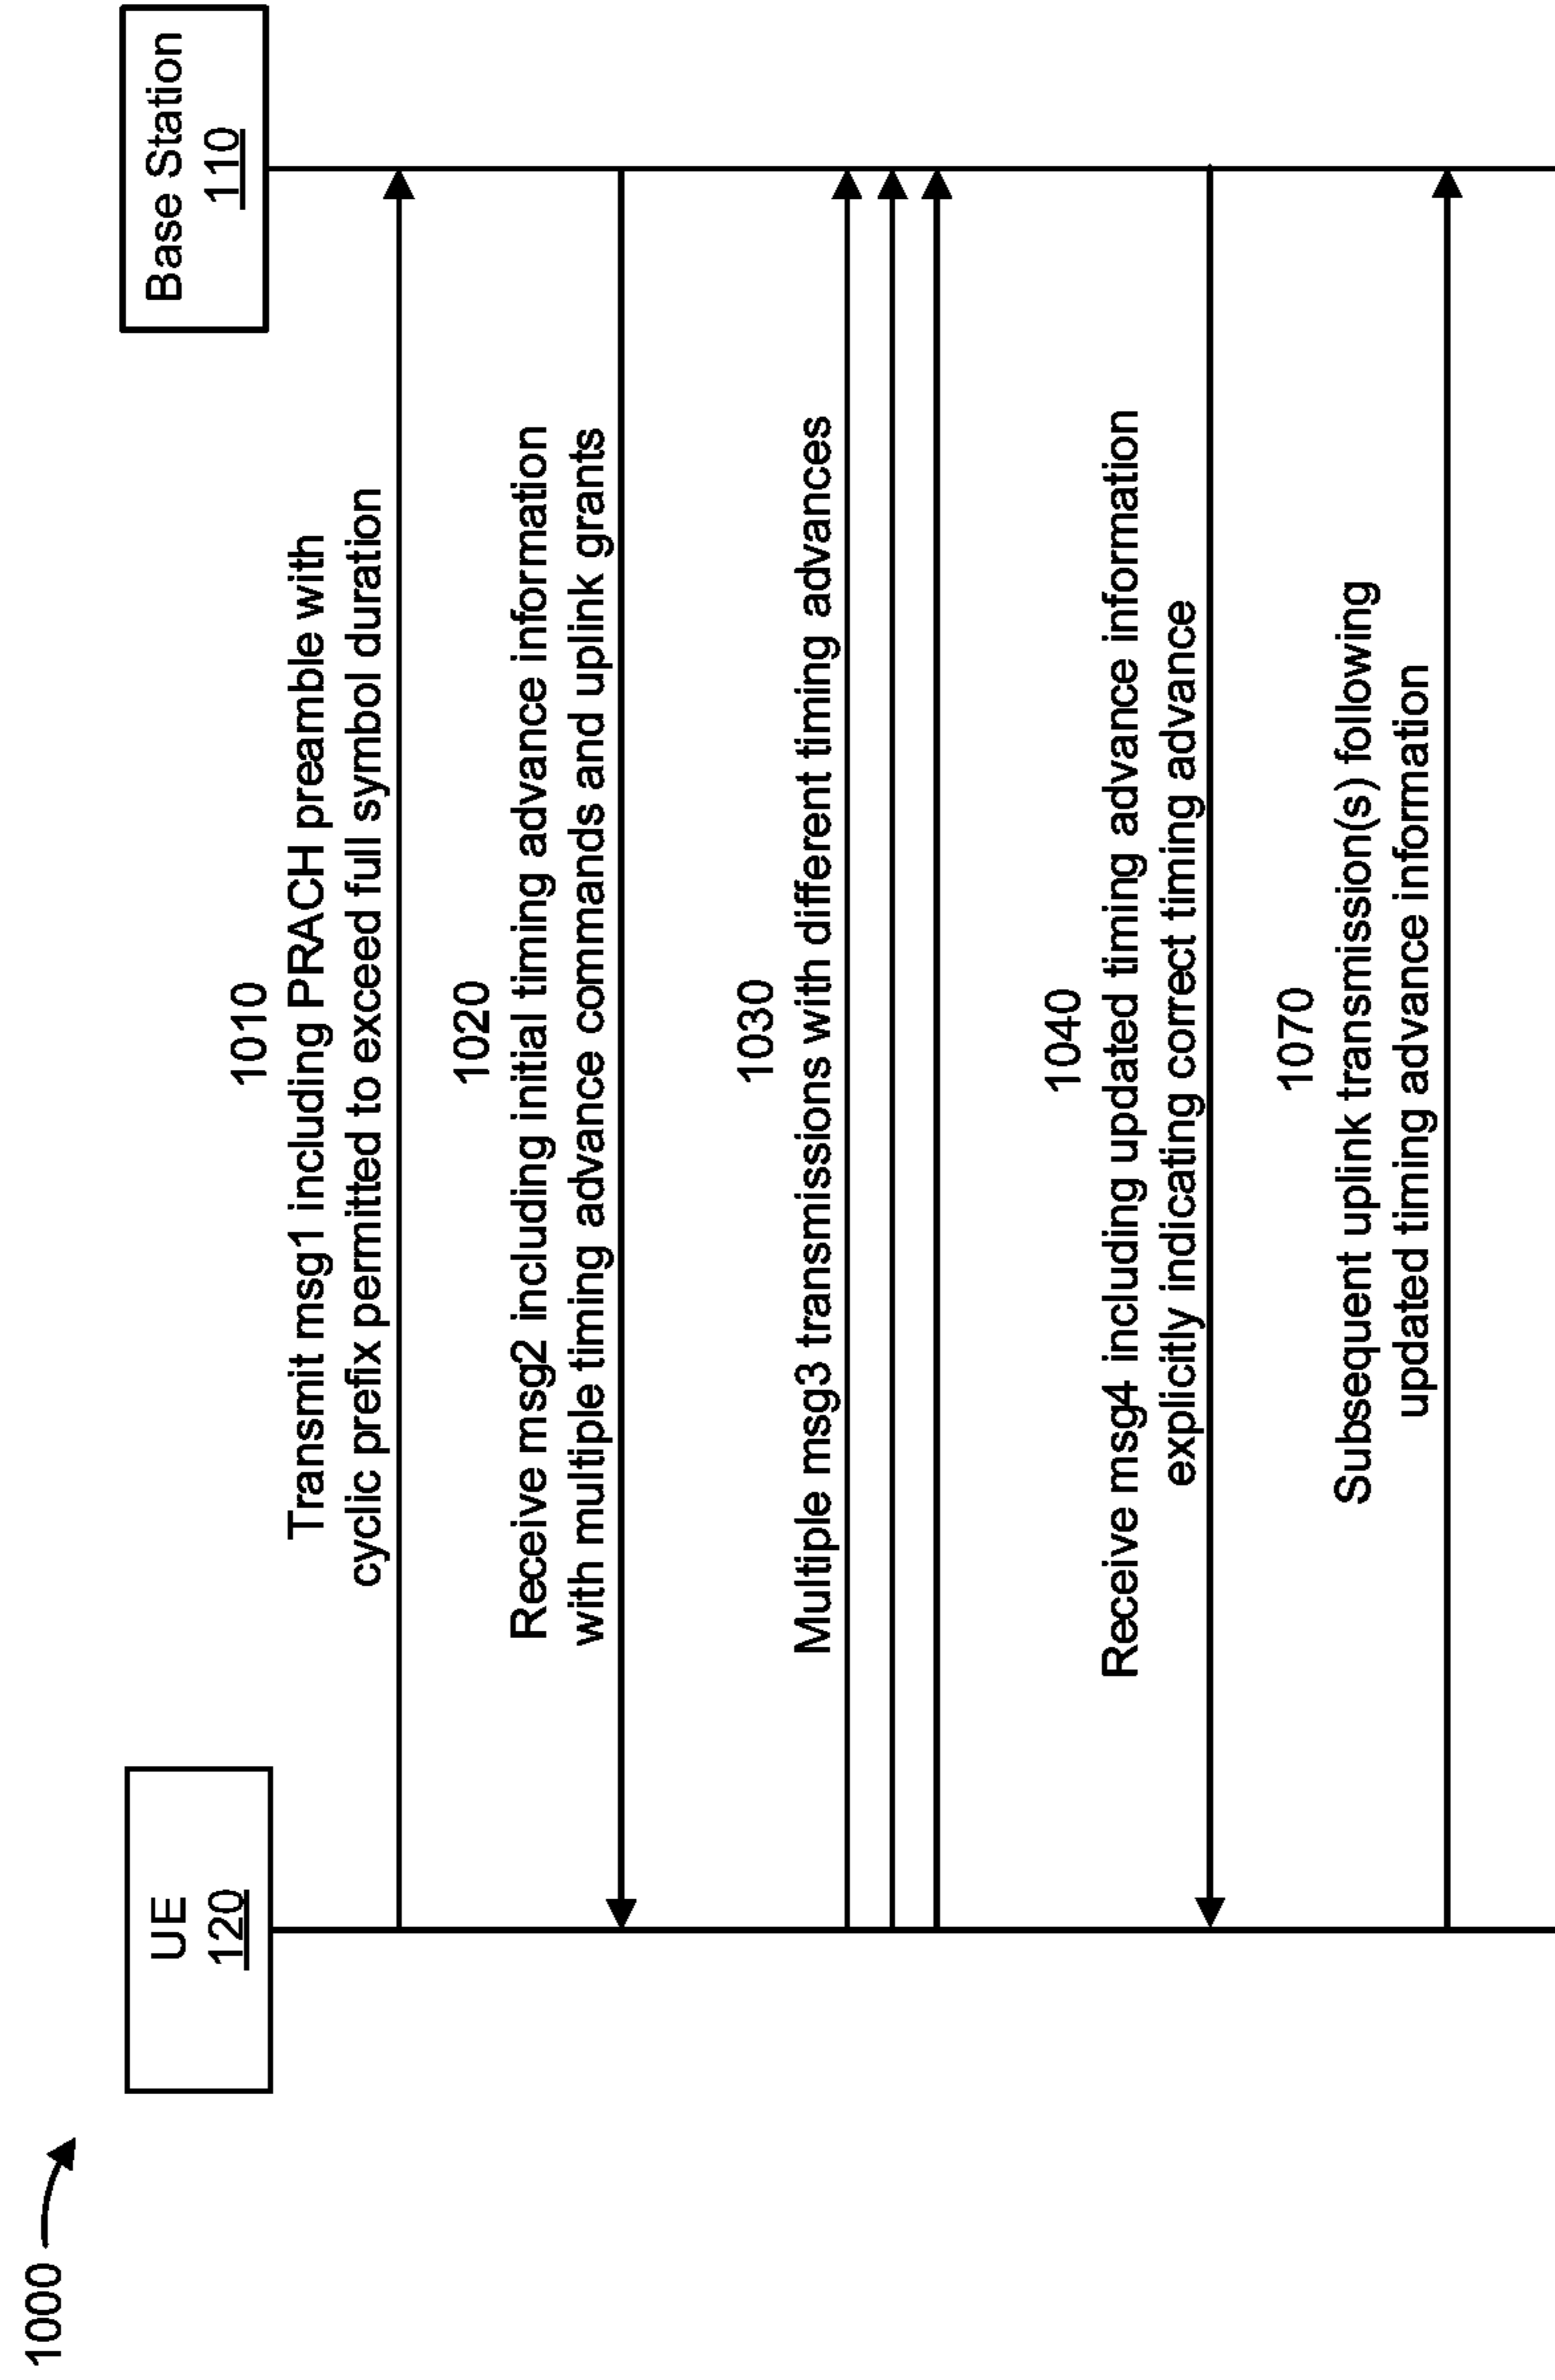 1000
UE
120
Base Station
110
1010
Transmit msg1 including PRACH preamble with
cyclic prefix permitted to exceed full symbol duration
1020
Receive msg2 including initial timing advance information
with multiple timing advance commands and uplink grants
1030
Multiple msg3 transmissions with different timing advances
1040
Receive msg4 including updated timing advance information
explicitly indicating correct timing advance
1070
Subsequent uplink transmission(s) following
updated timing advance information